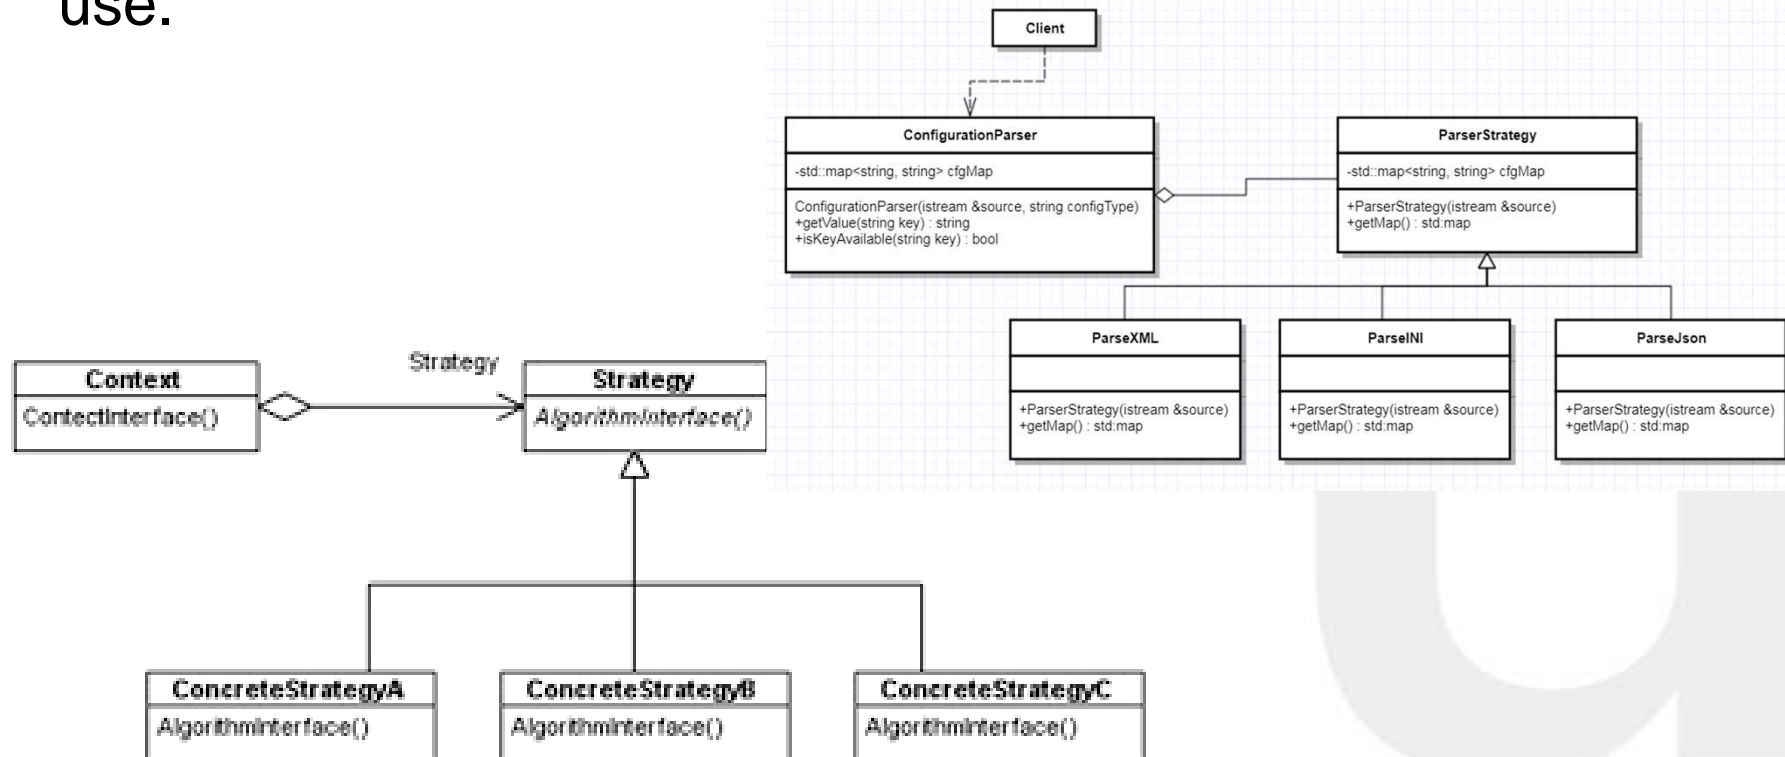 use.
Client
ConfigurationParser
-std::map<string, string> cfgMap
ConfigurationParser(istream &source, string configType)
+getValue(string key) : string
+isKeyAvailable(string key) : bool
ParserStrategy
-std::map<string, string> cfgMap
+ParserStrategy(istream &source)
+getMap() : std:map
ParseXML
+ParserStrategy(istream &source)
+getMap() : std:map
ParseINI
+ParserStrategy(istream &source)
+getMap() : std:map
ParseJson
+ParserStrategy(istream &source)
+getMap() : std:map
Context
ContectInterface()
Strategy
Strategy
AlgorithmInterface()
ConcreteStrategyA
AlgorithmInterface()
ConcreteStrategyB
AlgorithmInterface()
ConcreteStrategyC
AlgorithmInterface()